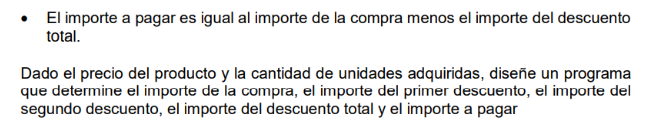 • El importe a pagar es igual al importe de la compra menos el importe del descuento
total.
Dado el precio del producto y la cantidad de unidades adquiridas, diseñe un programa
que determine el importe de la compra, el importe del primer descuento, el importe del
segundo descuento, el importe del descuento total y el importe a pagar